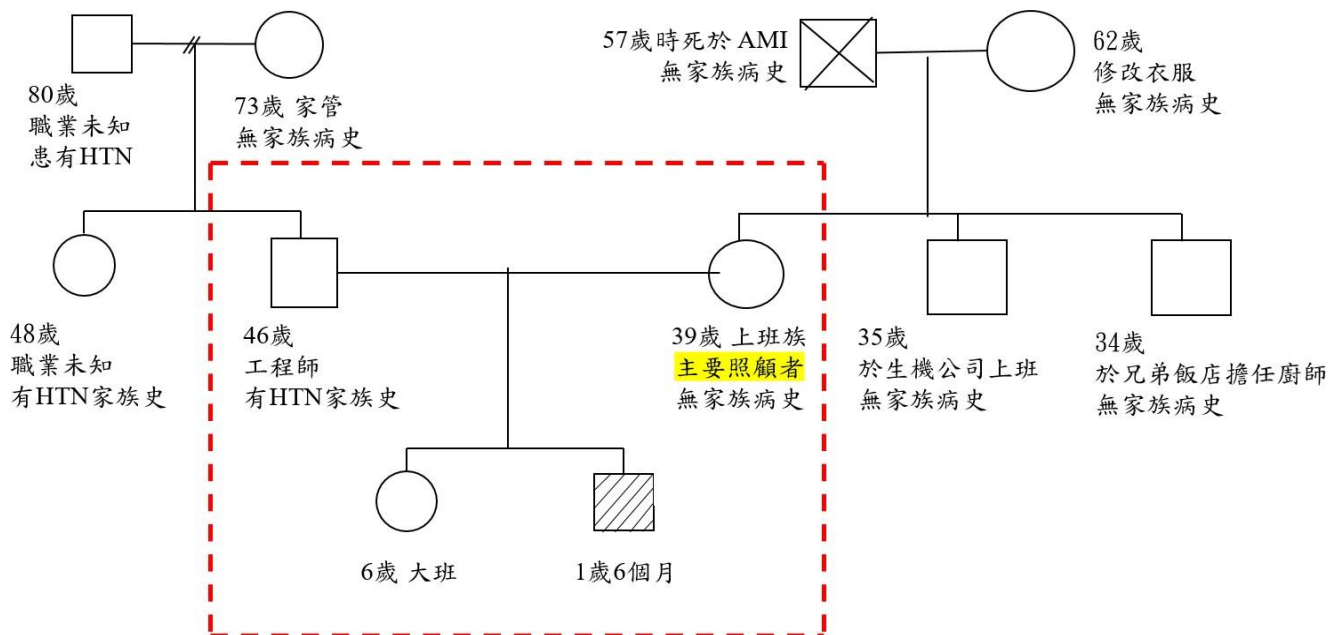 80歲
職業未知
患有HTN
73歲 家管
無家族病史
57歲時死於 AMI
無家族病史
62歲
修改衣服
無家族病史
48歲
職業未知
有HTN家族史
46歲
工程師
有HTN家族史
39歲 上班族
主要照顧者
無家族病史
35歲
於生機公司上班
無家族病史
34歲
於兄弟飯店擔任廚師
無家族病史
6歲 大班
1歲6個月